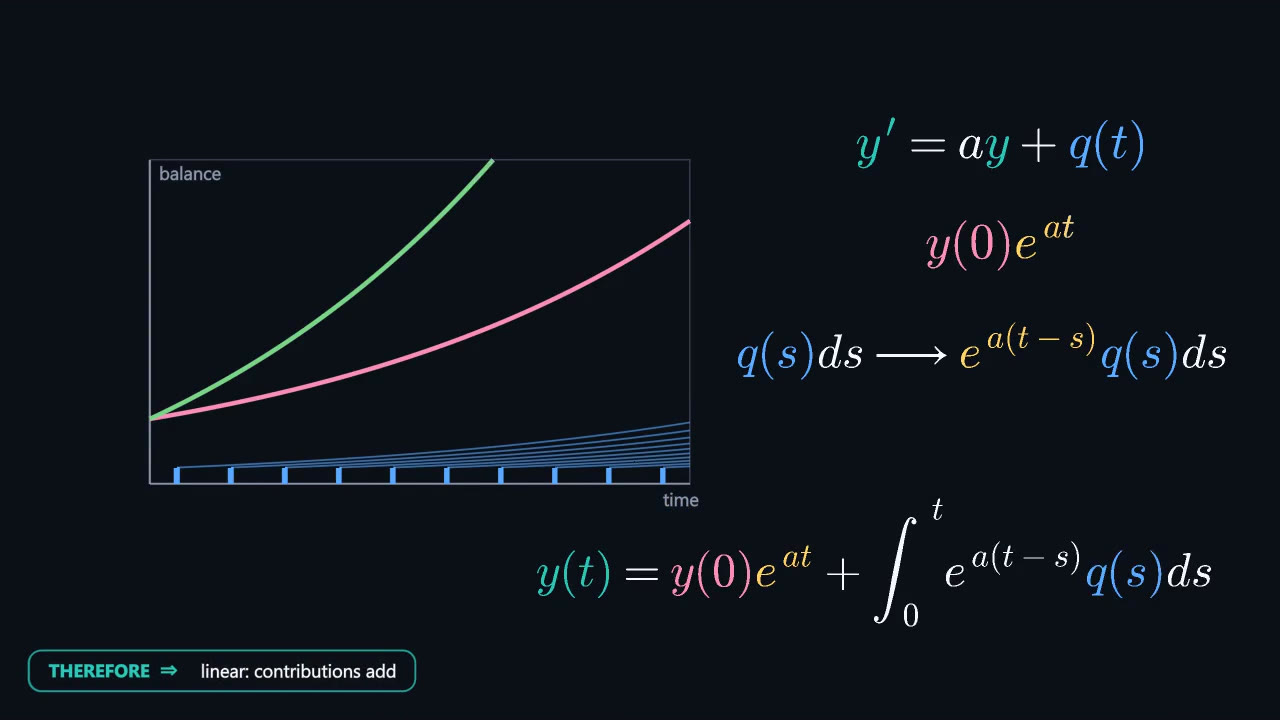 balance
time
y′ = ay + q(t)
y(0)e^{at}
q(s)ds ⟶ e^{a(t − s)}q(s)ds
y(t) = y(0)e^{at} + ∫_0^t e^{a(t − s)}q(s)ds
THEREFORE ⇒ linear: contributions add